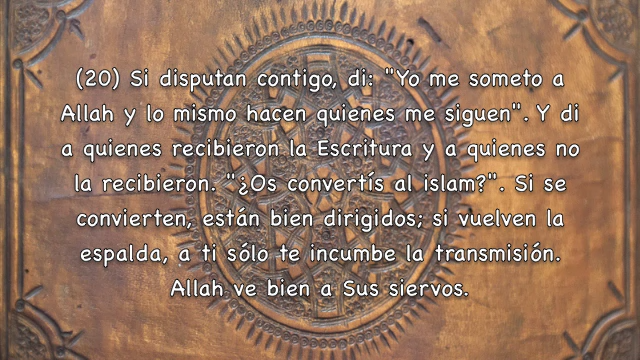 (20) Si disputan contigo, di: "Yo me someto a
Allah y lo mismo hacen quienes me siguen". Y di
a quienes recibieron la Escritura y a quienes no
la recibieron. "¿Os convertís al islam?". Si se
convierten, están bien dirigidos; si vuelven la
espalda, a ti sólo te incumbe la transmisión.
Allah ve bien a Sus siervos.